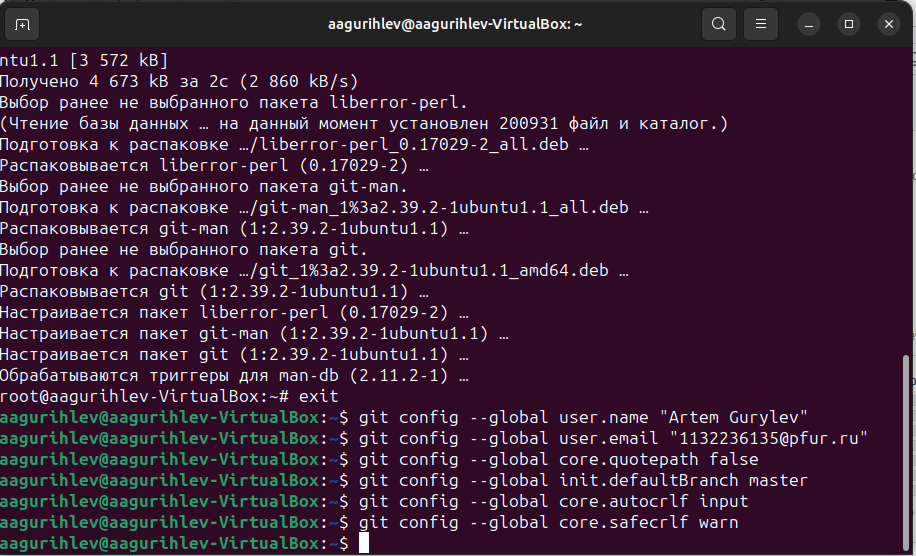 aagurihlev@aagurihlev-VirtualBox: ~
ntu1.1 [3 572 kB]
Получено 4 673 kB за 2с (2 860 kB/s)
Выбор ранее не выбранного пакета liberror-perl.
(Чтение базы данных … на данный момент установлен 200931 файл и каталог.)
Подготовка к распаковке …/liberror-perl_0.17029-2_all.deb …
Распаковывается liberror-perl (0.17029-2) …
Выбор ранее не выбранного пакета git-man.
Подготовка к распаковке …/git-man_1%3a2.39.2-1ubuntu1.1_all.deb …
Распаковывается git-man (1:2.39.2-1ubuntu1.1) …
Выбор ранее не выбранного пакета git.
Подготовка к распаковке …/git_1%3a2.39.2-1ubuntu1.1_amd64.deb …
Распаковывается git (1:2.39.2-1ubuntu1.1) …
Настраивается пакет liberror-perl (0.17029-2) …
Настраивается пакет git-man (1:2.39.2-1ubuntu1.1) …
Настраивается пакет git (1:2.39.2-1ubuntu1.1) …
Обрабатываются триггеры для man-db (2.11.2-1) …
root@aagurihlev-VirtualBox:~# exit
aagurihlev@aagurihlev-VirtualBox:~$ git config --global user.name "Artem Gurylev"
aagurihlev@aagurihlev-VirtualBox:~$ git config --global user.email "1132236135@pfur.ru"
aagurihlev@aagurihlev-VirtualBox:~$ git config --global core.quotepath false
aagurihlev@aagurihlev-VirtualBox:~$ git config --global init.defaultBranch master
aagurihlev@aagurihlev-VirtualBox:~$ git config --global core.autocrlf input
aagurihlev@aagurihlev-VirtualBox:~$ git config --global core.safecrlf warn
aagurihlev@aagurihlev-VirtualBox:~$